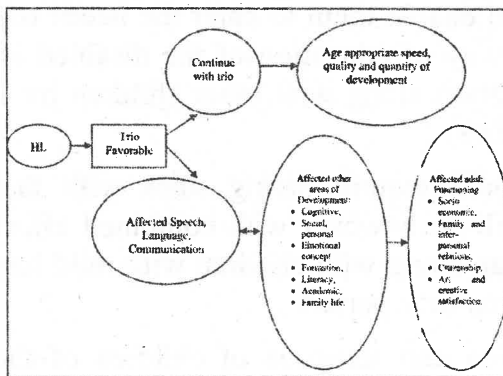 Continue
with trio
Age appropriate speed,
quality and quantity of
development
HL
Trio
Favorable
Affected Speech,
Language,
Communication
Affected other
areas of
Development:
• Cognitive,
• Social,
personal
• Emotional
concept
• Formation,
• Literacy,
• Academic,
• Family life.
Affected adult
Functioning
• Socio
economic,
• Family and
inter-
personal
relations,
• Citizenship,
• Art and
creative
satisfaction.